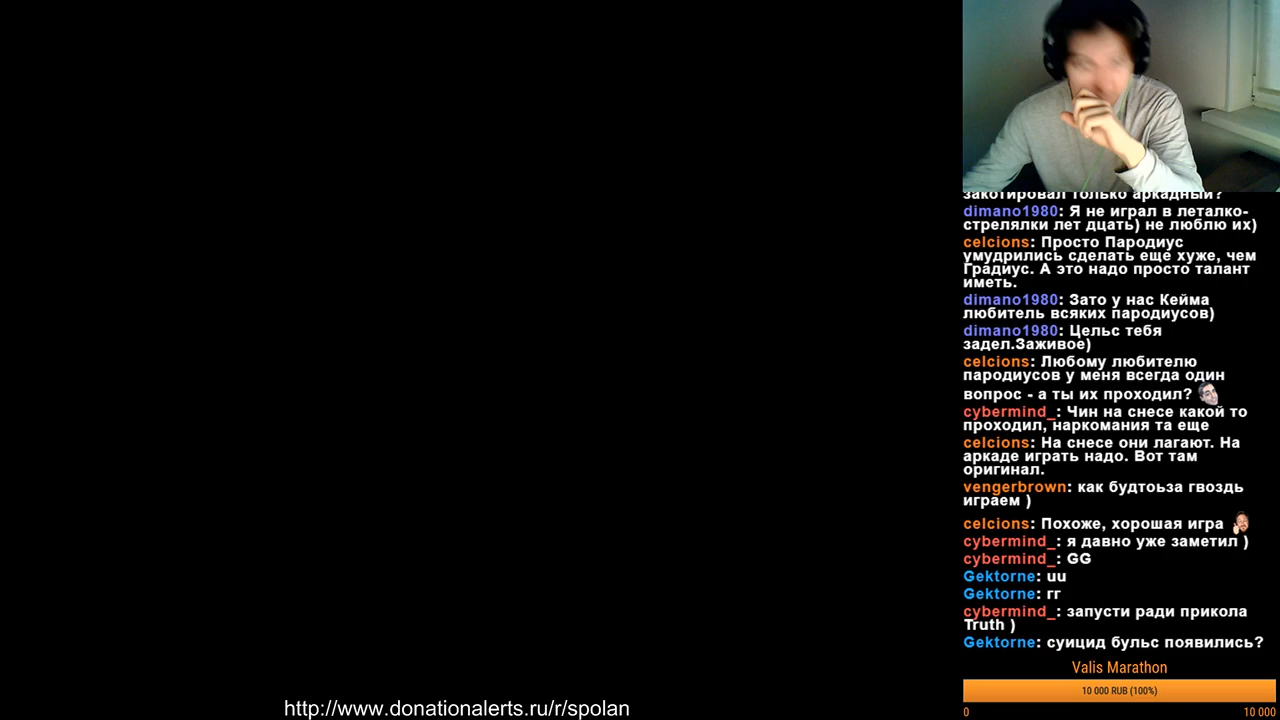 закотировал только аркадный?
dimano1980: Я не играл в леталко-
стрелялки лет дцать) не люблю их)
celcions: Просто Пародиус
умудрились сделать еще хуже, чем
Градиус. А это надо просто талант
иметь.
dimano1980: Зато у нас Кейма
любитель всяких пародиусов)
dimano1980: Цельс тебя
задел.Заживое)
celcions: Любому любителю
пародиусов у меня всегда один
вопрос - а ты их проходил?
cybermind_: Чин на снесе какой то
проходил, наркомания та еще
celcions: На снесе они лагают. На
аркаде играть надо. Вот там
оригинал.
vengerbrown: как будтоьза гвоздь
играем )
celcions: Похоже, хорошая игра
cybermind_: я давно уже заметил )
cybermind_: GG
Gektorne: uu
Gektorne: гг
cybermind_: запусти ради прикола
Truth )
Gektorne: суицид бульс появились?
Valis Marathon
10 000 RUB (100%)
0 10 000
http://www.donationalerts.ru/r/spolan